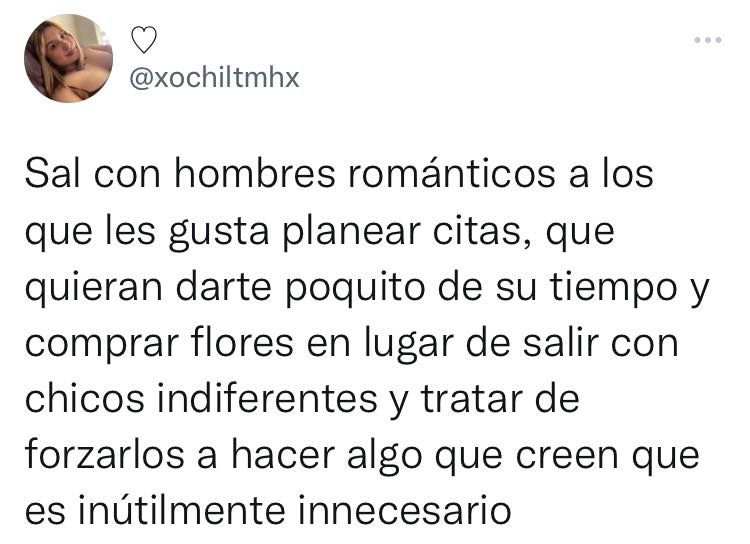 ♡
@xochiltmhx
Sal con hombres románticos a los
que les gusta planear citas, que
quieran darte poquito de su tiempo y
comprar flores en lugar de salir con
chicos indiferentes y tratar de
forzarlos a hacer algo que creen que
es inútilmente innecesario